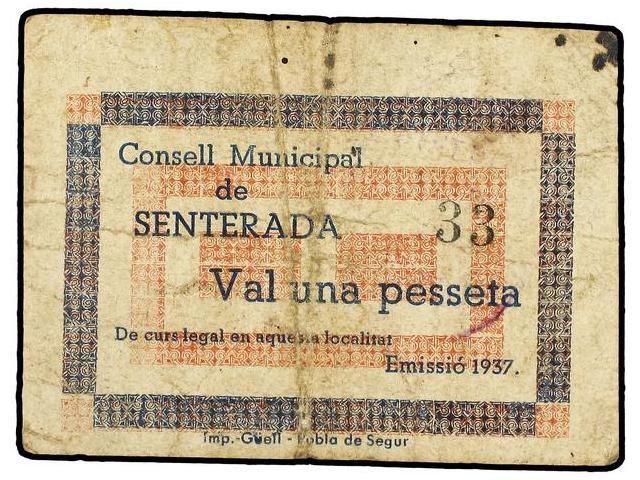 Consell Municipal
de
SENTERADA
33
Val una pesseta
De curs legal en aquesta localitat
Emissió 1937.
Imp.-Güell - Pobla de Segur